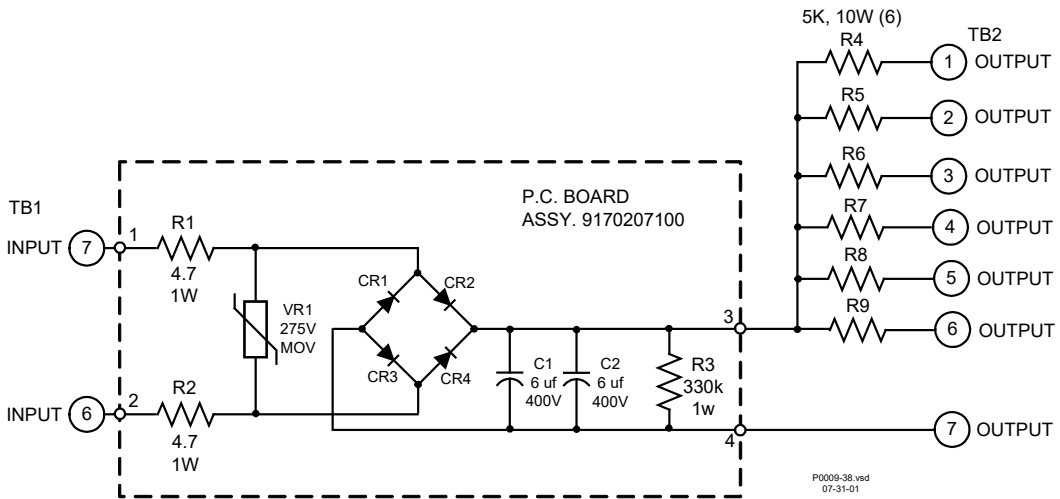 5K, 10W (6)
R4
TB2
1
OUTPUT
R5
2
OUTPUT
R6
3
OUTPUT
P.C. BOARD
ASSY. 9170207100
TB1
R7
4
OUTPUT
INPUT
7
1
R1
4.7
1W
R8
5
OUTPUT
CR1
CR2
R9
6
OUTPUT
VR1
275V
MOV
3
CR3
CR4
C1
6 uf
400V
C2
6 uf
400V
R3
330k
1w
INPUT
6
2
R2
4.7
1W
4
7
OUTPUT
P0009-38.vsd
07-31-01